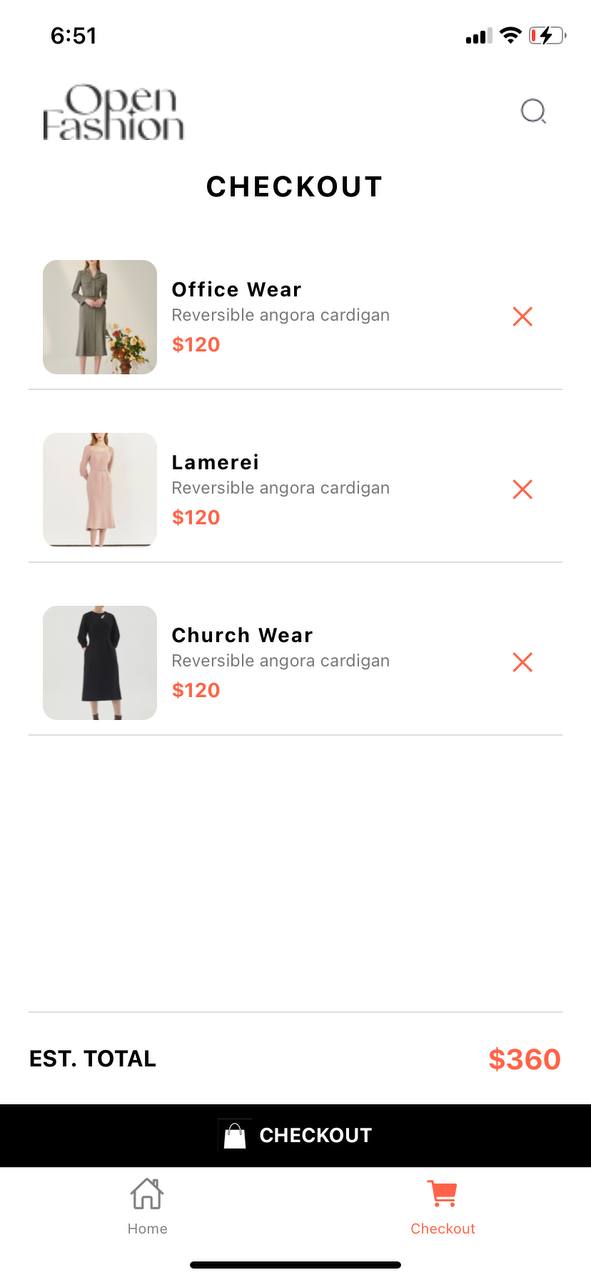 6:51
Open
Fashion
CHECKOUT
Office Wear
Reversible angora cardigan
$120
Lamerei
Reversible angora cardigan
$120
Church Wear
Reversible angora cardigan
$120
EST. TOTAL $360
CHECKOUT
Home Checkout